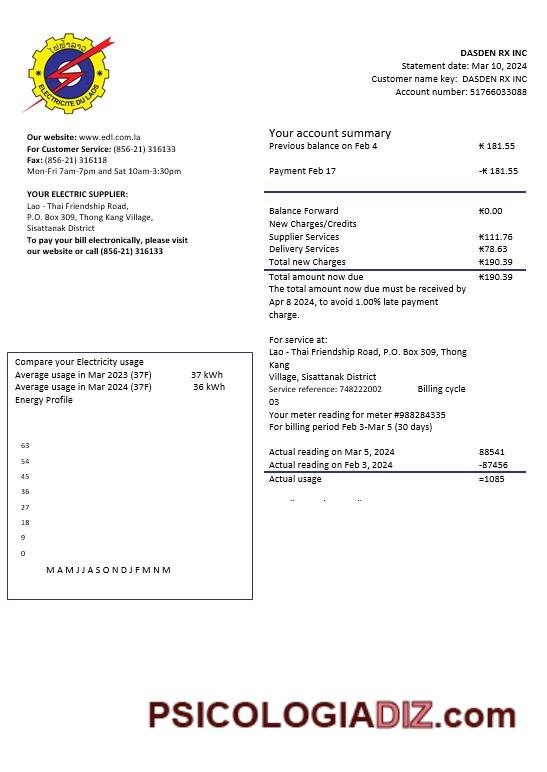 ໄຟຟ້າລາວ
ELECTRICITE DU LAOS
DASDEN RX INC
Statement date: Mar 10, 2024
Customer name key: DASDEN RX INC
Account number: 51766033088
Our website: www.edl.com.la
For Customer Service: (856-21) 316133
Fax: (856-21) 316118
Mon-Fri 7am-7pm and Sat 10am-3:30pm
YOUR ELECTRIC SUPPLIER:
Lao - Thai Friendship Road,
P.O. Box 309, Thong Kang Village,
Sisattanak District
To pay your bill electronically, please visit
our website or call (856-21) 316133
Your account summary
Previous balance on Feb 4 ₭ 181.55
Payment Feb 17 -₭ 181.55
Balance Forward ₭0.00
New Charges/Credits
Supplier Services ₭111.76
Delivery Services ₭78.63
Total new Charges ₭190.39
Total amount now due ₭190.39
The total amount now due must be received by
Apr 8 2024, to avoid 1.00% late payment
charge.
For service at:
Lao - Thai Friendship Road, P.O. Box 309, Thong
Kang
Village, Sisattanak District
Service reference: 748222002 Billing cycle
03
Your meter reading for meter #988284335
For billing period Feb 3-Mar 5 (30 days)
Actual reading on Mar 5, 2024 88541
Actual reading on Feb 3, 2024 -87456
Actual usage =1085
Compare your Electricity usage
Average usage in Mar 2023 (37F) 37 kWh
Average usage in Mar 2024 (37F) 36 kWh
Energy Profile
63
54
45
36
27
18
9
0
M A M J J A S O N D J F M N M
PSICOLOGIADIZ.com